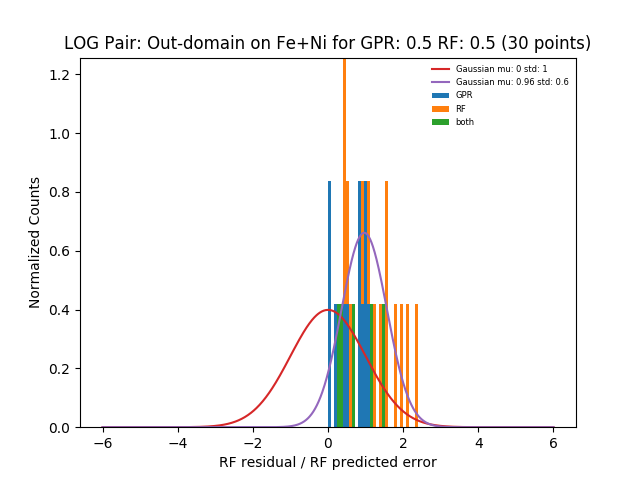 LOG Pair: Out-domain on Fe+Ni for GPR: 0.5 RF: 0.5 (30 points)
Gaussian mu: 0 std: 1
Gaussian mu: 0.96 std: 0.6
GPR
RF
both
1.2
1.0
0.8
0.6
0.4
0.2
0.0
Normalized Counts
−6
−4
−2
0
2
4
6
RF residual / RF predicted error